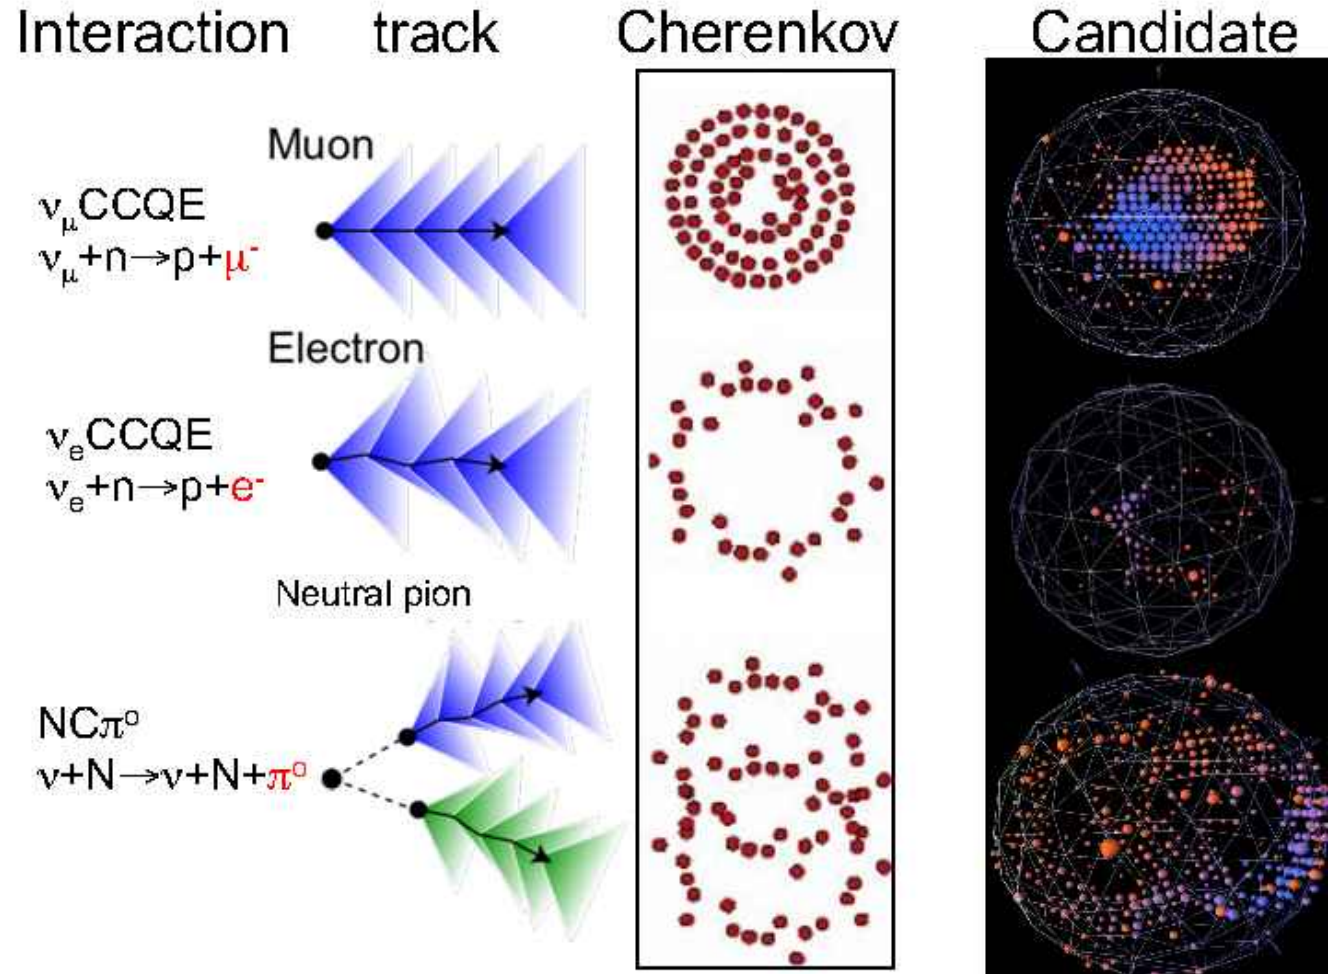 Interaction track Cherenkov Candidate
Muon
νμCCQE
νμ+n→p+μ-
Electron
νeCCQE
νe+n→p+e-
Neutral pion
NCπo
ν+N→ν+N+πo